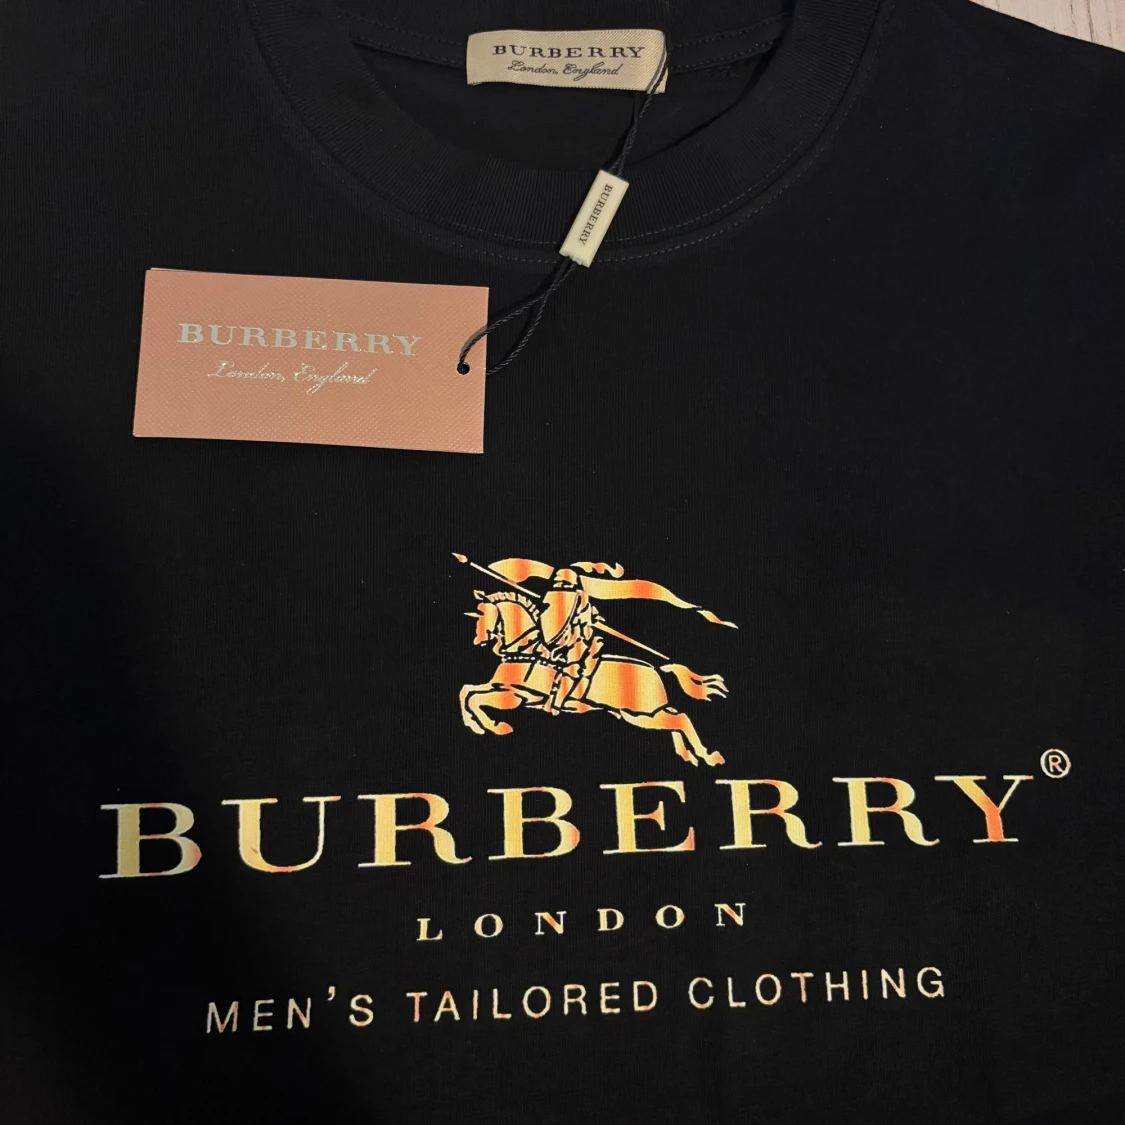 BURBERRY
London, England
BURBERRY
BURBERRY
London, England
BURBERRY®
LONDON
MEN'S TAILORED CLOTHING